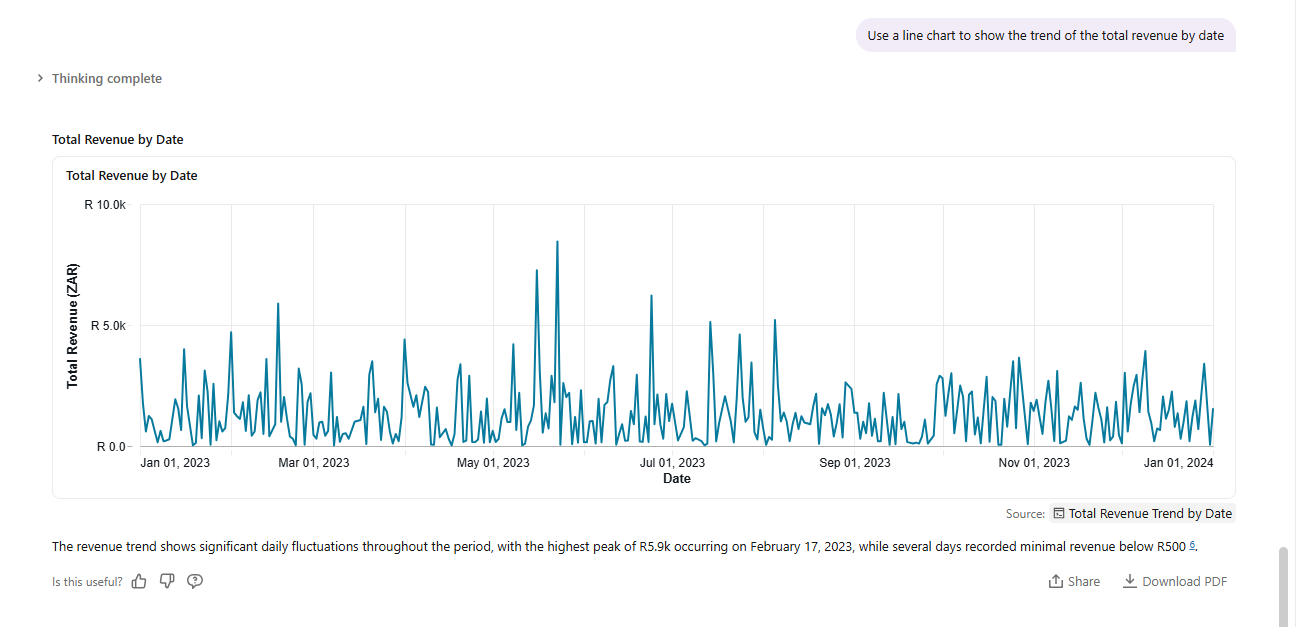 Use a line chart to show the trend of the total revenue by date
Thinking complete
Total Revenue by Date
Total Revenue by Date
R 10.0k
R 5.0k
R 0.0
Total Revenue (ZAR)
Jan 01, 2023
Mar 01, 2023
May 01, 2023
Jul 01, 2023
Sep 01, 2023
Nov 01, 2023
Jan 01, 2024
Date
Source: Total Revenue Trend by Date
The revenue trend shows significant daily fluctuations throughout the period, with the highest peak of R5.9k occurring on February 17, 2023, while several days recorded minimal revenue below R500 6.
Is this useful?
Share
Download PDF